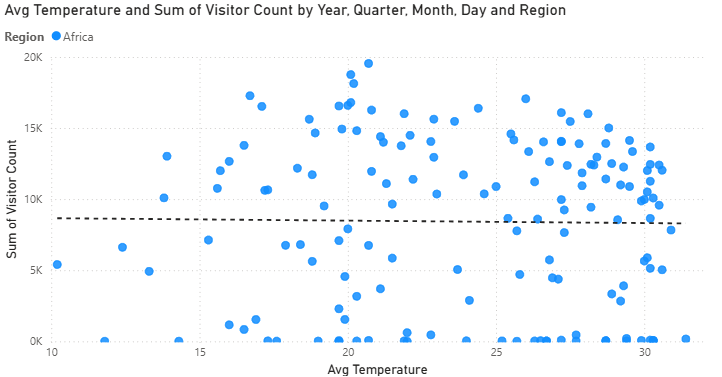 Avg Temperature and Sum of Visitor Count by Year, Quarter, Month, Day and Region
Region Africa
20K
15K
10K
5K
0K
Sum of Visitor Count
10 15 20 25 30
Avg Temperature